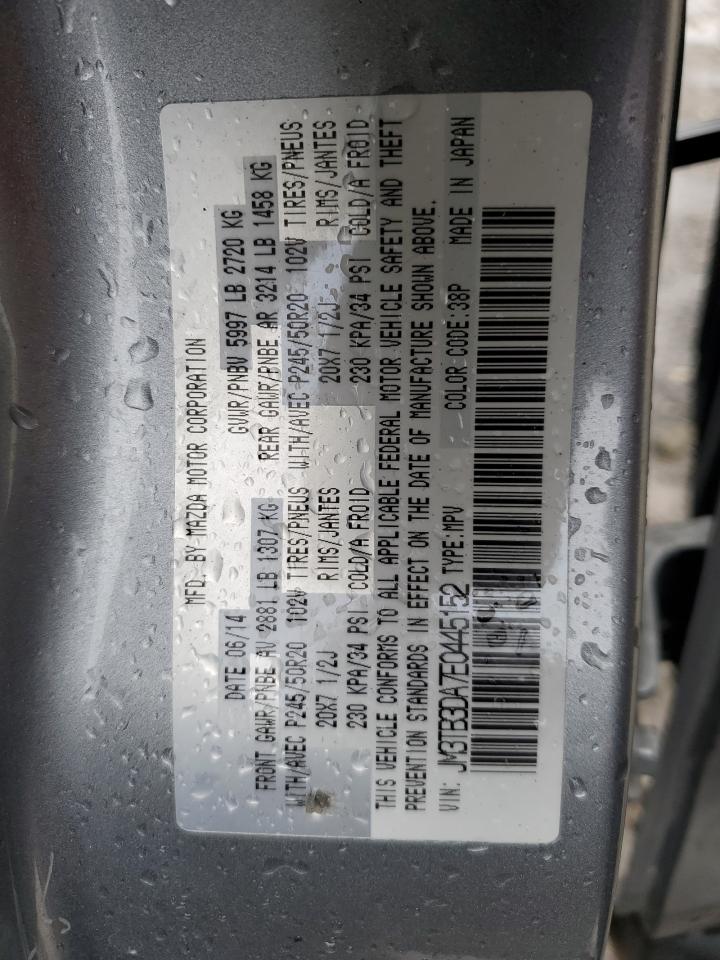 MFD. BY MAZDA MOTOR CORPORATION
DATE 06/14 GVWR/PNBV 5997 LB 2720 KG
FRONT GAWR/PNBE AV 2881 LB 1307 KG REAR GAWR/PNBE AR 3214 LB 1458 KG
WITH/AVEC P245/50R20 102V TIRES/PNEUS WITH/AVEC P245/50R20 102V TIRES/PNEUS
20X7 1/2J RIMS/JANTES 20X7 1/2J RIMS/JANTES
230 KPA/34 PSI COLD/A FROID 230 KPA/34 PSI COLD/A FROID
THIS VEHICLE CONFORMS TO ALL APPLICABLE FEDERAL MOTOR VEHICLE SAFETY AND THEFT
PREVENTION STANDARDS IN EFFECT ON THE DATE OF MANUFACTURE SHOWN ABOVE.
VIN: JM3TB3DA7E0445152 TYPE:MPV COLOR CODE:38P MADE IN JAPAN